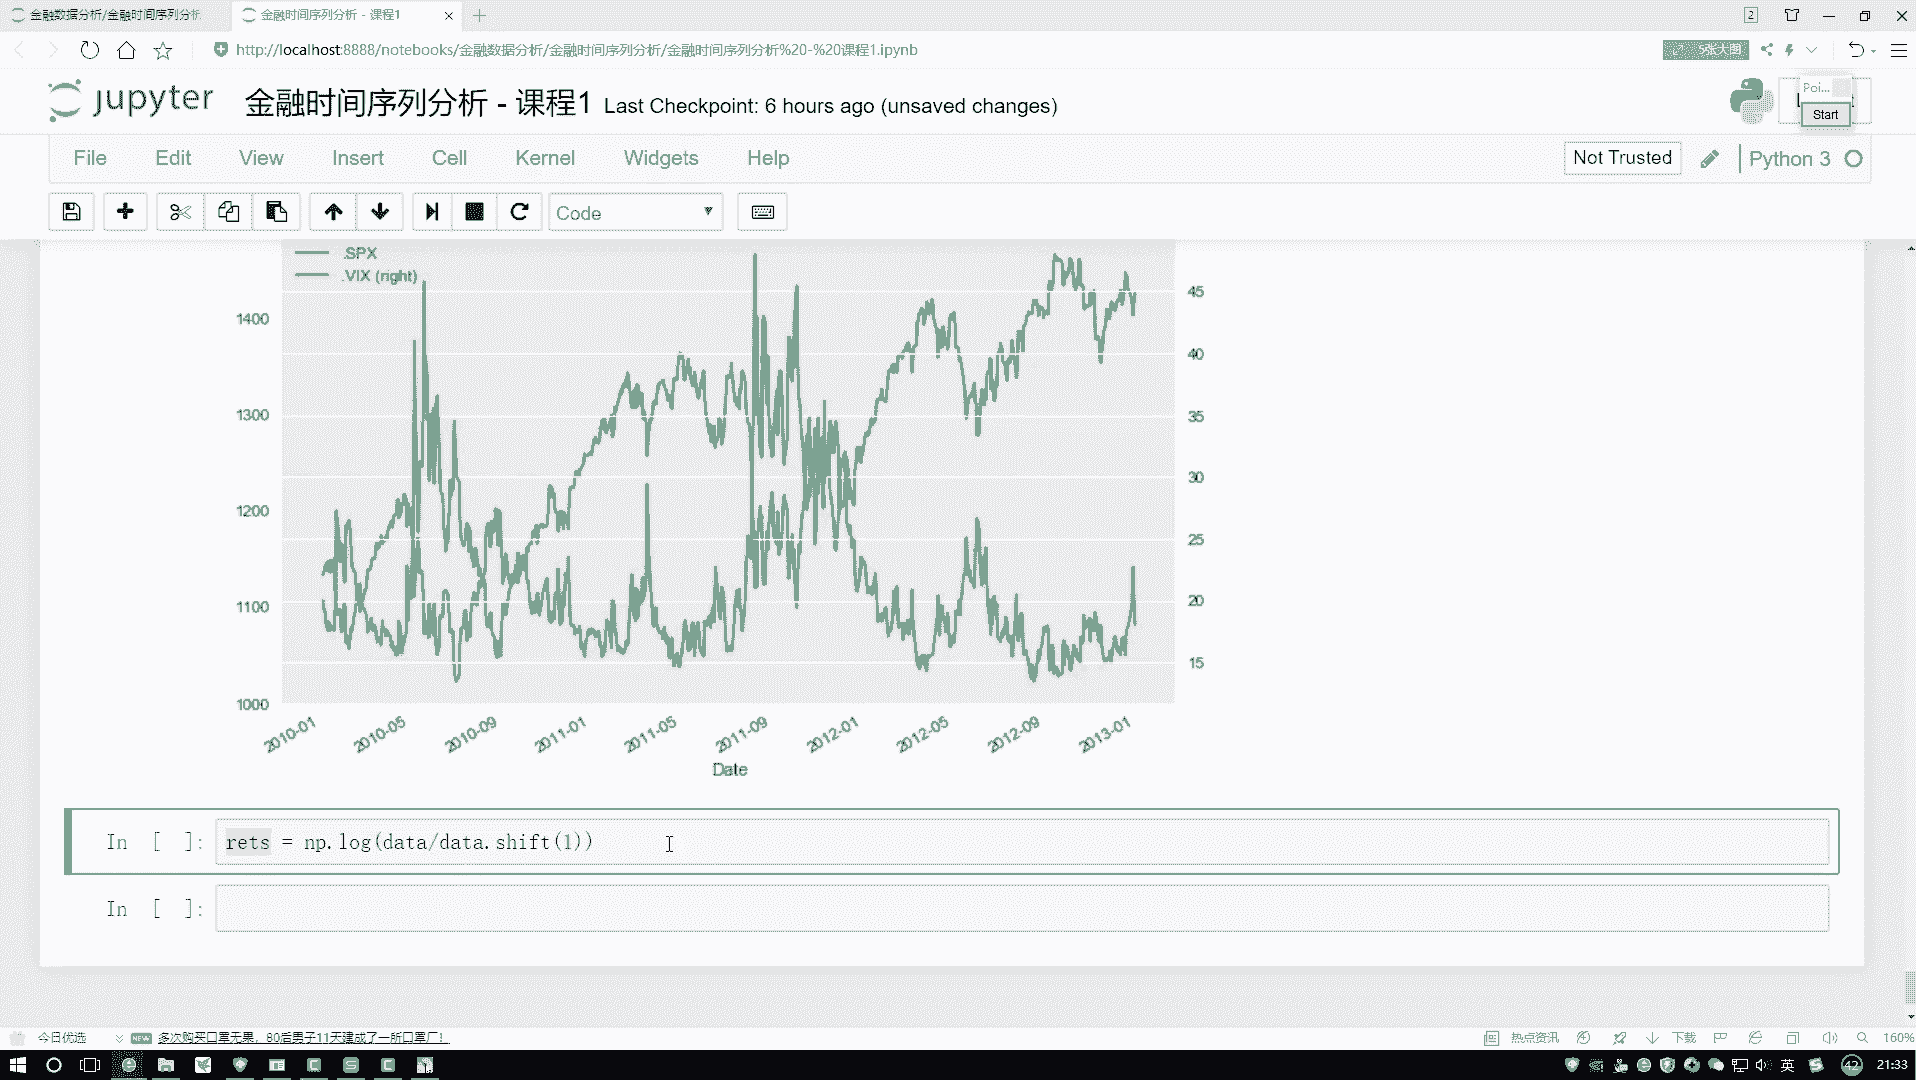 金融数据分析/金融时间序列分析
金融时间序列分析 - 课程1
2
http://localhost:8888/notebooks/金融数据分析/金融时间序列分析/金融时间序列分析%20-%20课程1.ipynb
5张大图
jupyter
金融时间序列分析 - 课程1
Last Checkpoint: 6 hours ago (unsaved changes)
Poi...
Start
File
Edit
View
Insert
Cell
Kernel
Widgets
Help
Not Trusted
Python 3
Code
.SPX
.VIX (right)
1400
1300
1200
1100
1000
45
40
35
30
25
20
15
2010-01
2010-05
2010-09
2011-01
2011-05
2011-09
2012-01
2012-05
2012-09
2013-01
Date
In [ ]:
rets = np.log(data/data.shift(1))
In [ ]:
今日优选
NEW
多次购买口罩无果，80后男子11天建成了一所口罩厂！
热点资讯
下载
160%
英
42
21:33